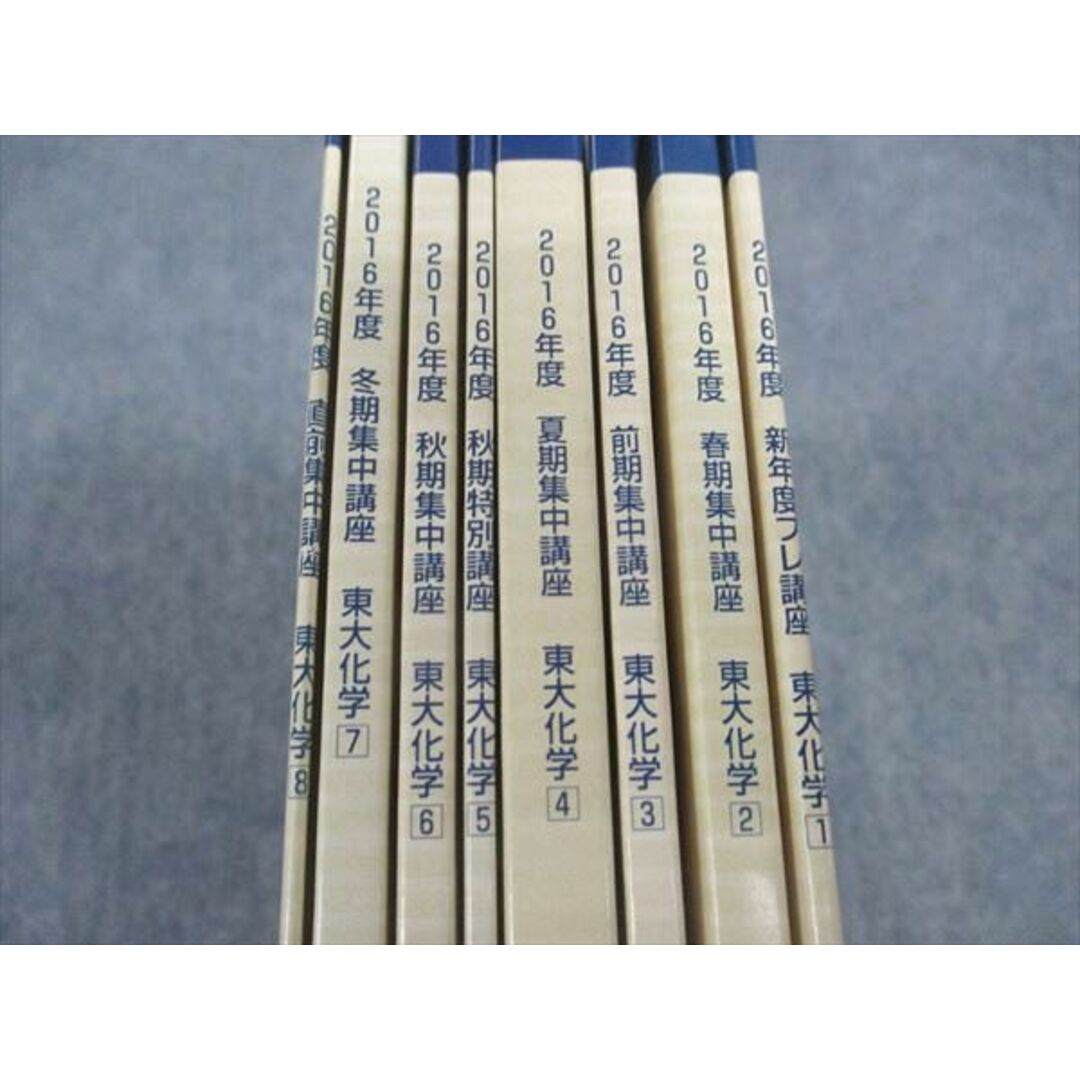 2016年度 直前集中講座 東大化学 8
2016年度 冬期集中講座 東大化学 7
2016年度 秋期集中講座 東大化学 6
2016年度 秋期特別講座 東大化学 5
2016年度 夏期集中講座 東大化学 4
2016年度 前期集中講座 東大化学 3
2016年度 春期集中講座 東大化学 2
2016年度 新年度プレ講座 東大化学 1